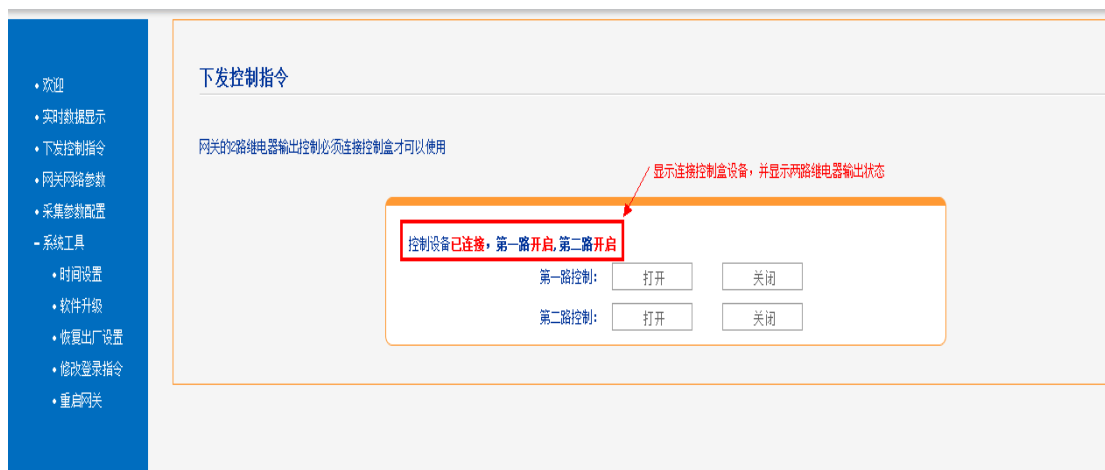 • 欢迎
• 实时数据显示
• 下发控制指令
• 网关网络参数
• 采集参数配置
– 系统工具
• 时间设置
• 软件升级
• 恢复出厂设置
• 修改登录指令
• 重启网关
下发控制指令
网关的2路继电器输出控制必须连接控制盒才可以使用
显示连接控制盒设备，并显示两路继电器输出状态
控制设备已连接，第一路开启,第二路开启
第一路控制： 打开 关闭
第二路控制： 打开 关闭